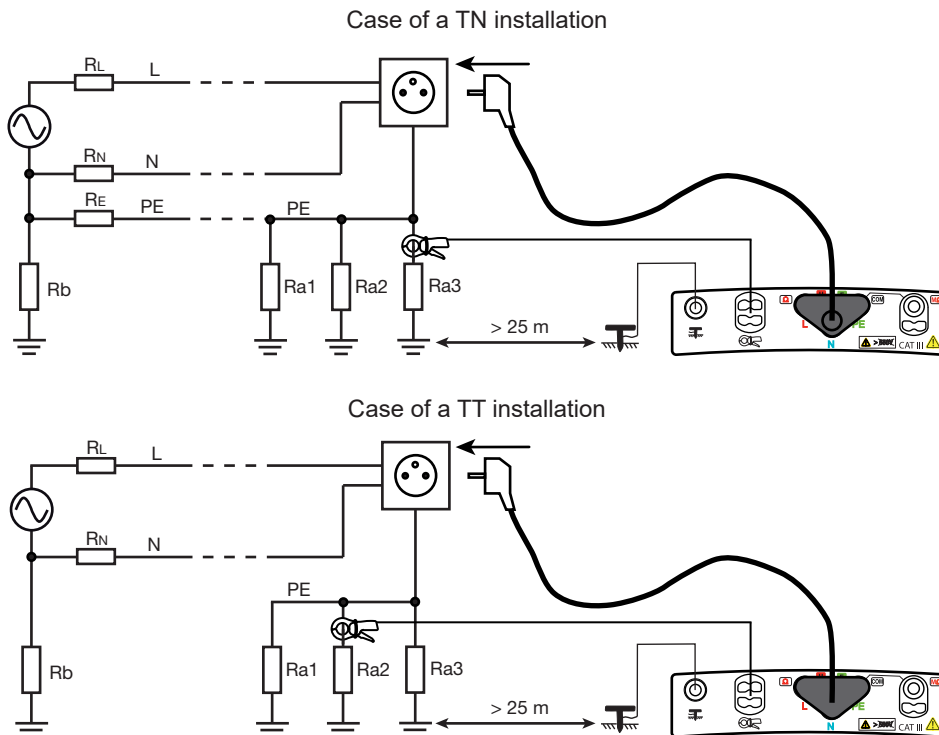 Case of a TN installation
RL
L
RN
N
RE
PE
PE
Rb
Ra1
Ra2
Ra3
> 25 m
COM
L
PE
N
CAT III
Case of a TT installation
RL
L
RN
N
PE
Rb
Ra1
Ra2
Ra3
> 25 m
COM
L
PE
N
CAT III